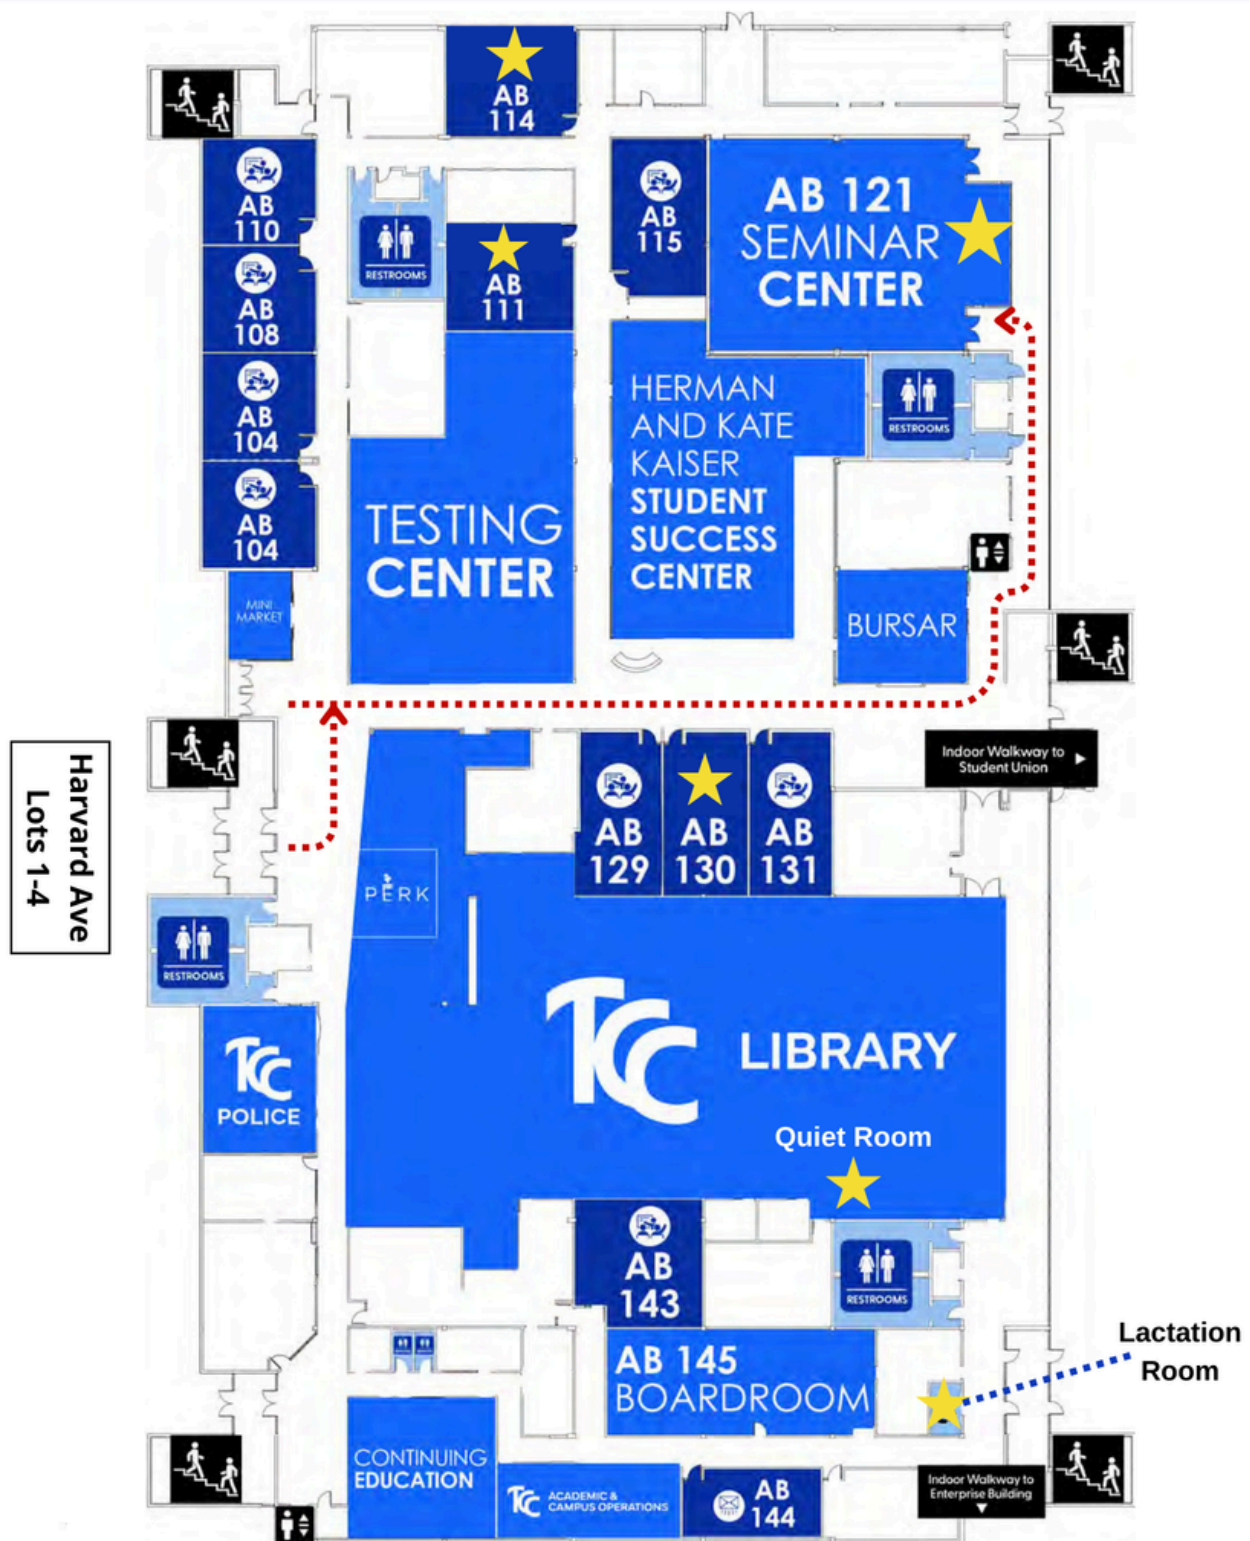 AB
114
AB
110
RESTROOMS
AB
115
AB 121
SEMINAR
CENTER
AB
111
AB
108
HERMAN
AND KATE
KAISER
STUDENT
SUCCESS
CENTER
RESTROOMS
AB
104
AB
104
TESTING
CENTER
MINI
MARKET
BURSAR
Harvard Ave
Lots 1-4
Indoor Walkway to
Student Union
AB
129
AB
130
AB
131
PERK
RESTROOMS
TCC
POLICE
TCC
LIBRARY
Quiet Room
AB
143
RESTROOMS
AB 145
BOARDROOM
Lactation
Room
CONTINUING
EDUCATION
TCC
ACADEMIC &
CAMPUS OPERATIONS
AB
144
Indoor Walkway to
Enterprise Building